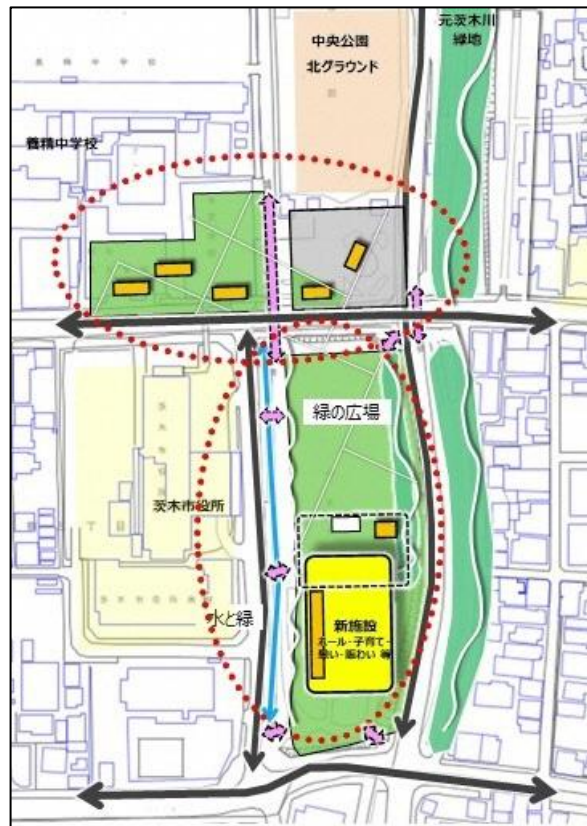 中央公園
北グラウンド
元茨木川
緑地
養精中学校
緑の広場
茨木市役所
水と緑
新施設
ホール・子育て・
憩い・賑わい 等